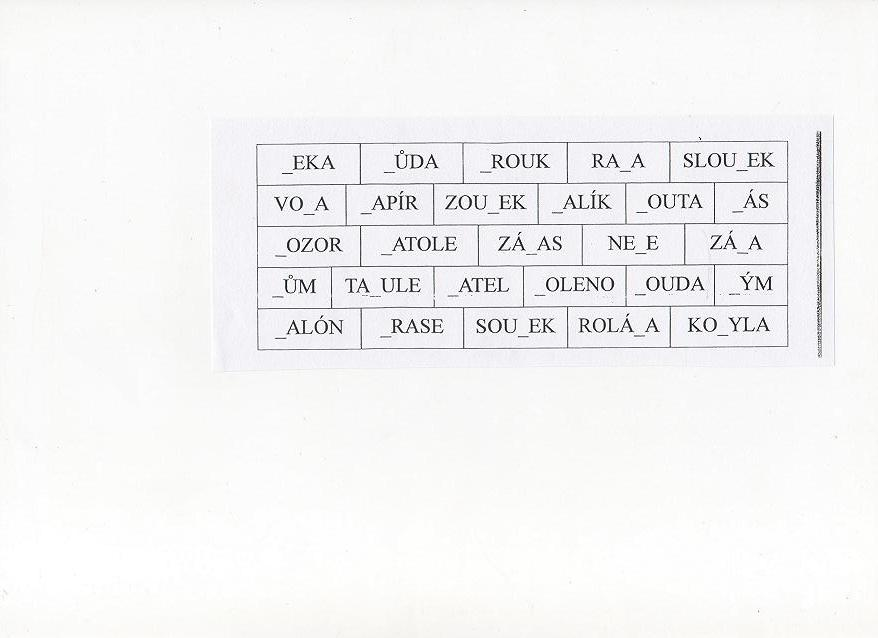 _EKA _ŮDA _ROUK RA_A SLOU_EK
VO_A _APÍR ZOU_EK _ALÍK _OUTA _ÁS
_OZOR _ATOLE ZÁ_AS NE_E ZÁ_A
_ŮM TA_ULE _ATEL _OLENO _OUDA _ÝM
_ALÓN _RASE SOU_EK ROLÁ_A KO_YLA